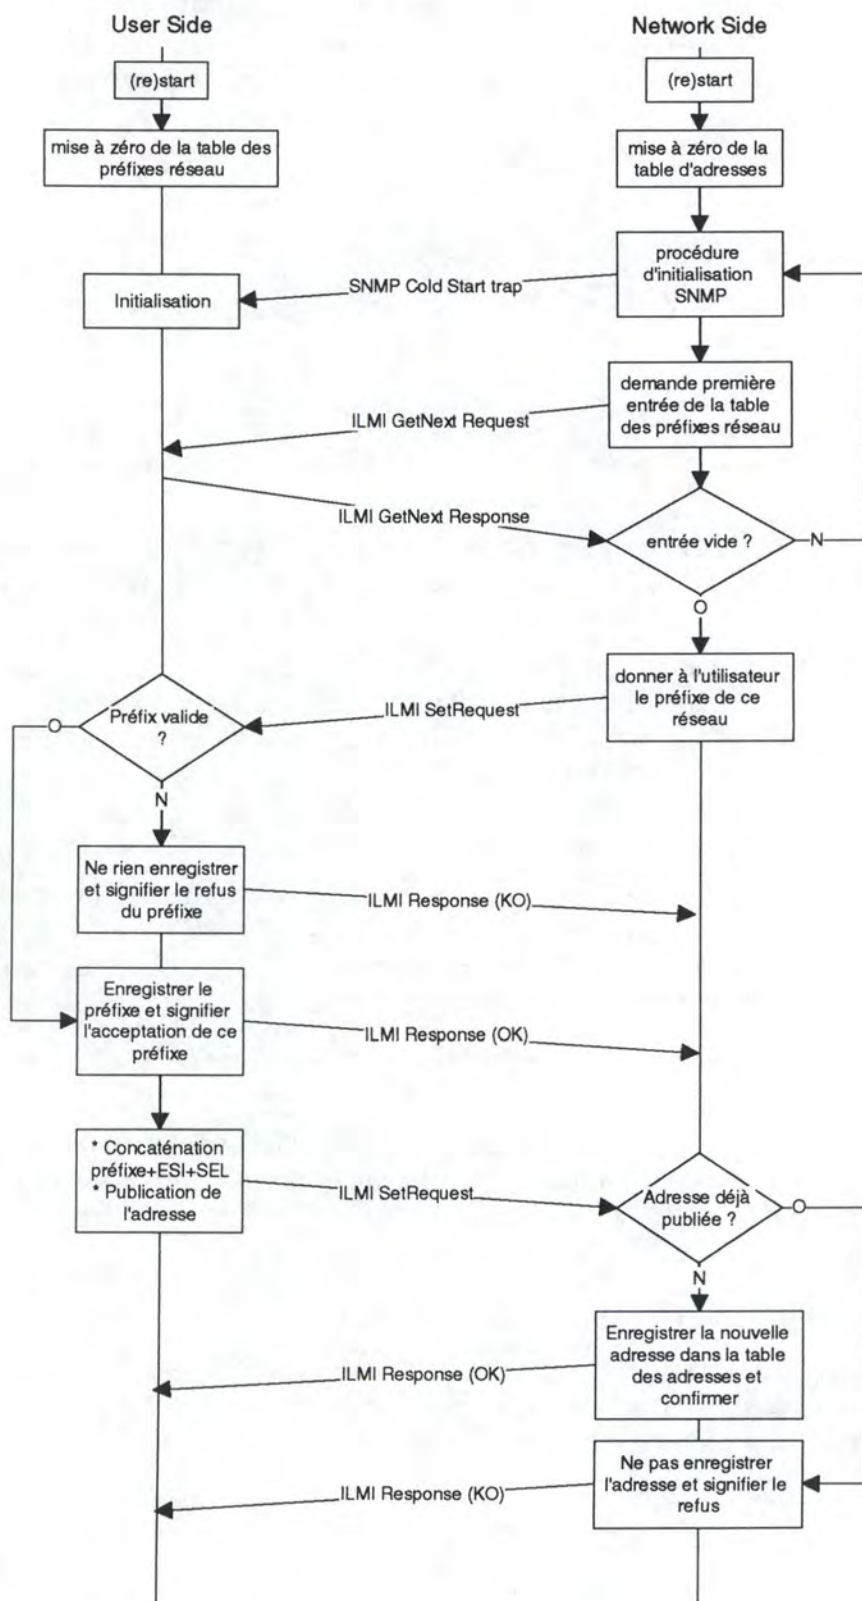 User Side
Network Side
(re)start
(re)start
mise à zéro de la table des
préfixes réseau
mise à zéro de la
table d'adresses
procédure
d'initialisation
SNMP
SNMP Cold Start trap
Initialisation
demande première
entrée de la table
des préfixes réseau
ILMI GetNext Request
ILMI GetNext Response
entrée vide ?
N
O
donner à l'utilisateur
le préfixe de ce
réseau
ILMI SetRequest
Préfix valide
?
O
N
Ne rien enregistrer
et signifier le refus
du préfixe
ILMI Response (KO)
Enregistrer le
préfixe et signifier
l'acceptation de ce
préfixe
ILMI Response (OK)
* Concaténation
préfixe+ESI+SEL
* Publication de
l'adresse
ILMI SetRequest
Adresse déjà
publiée ?
O
N
Enregistrer la nouvelle
adresse dans la table
des adresses et
confirmer
ILMI Response (OK)
Ne pas enregistrer
l'adresse et signifier le
refus
ILMI Response (KO)